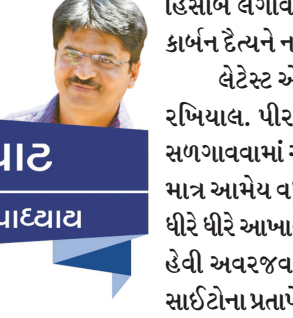 હિસાબ લગાવ
કાર્બન દૈત્યને ન
લેટેસ્ટ એ
રખિયાલ. પીર
સળગાવવામાં
માત્ર આમેય વ
ધીરે ધીરે આખા
હેવી અવરજવ
સાઈટોના પ્રતાપે
ઘાટ
પાધ્યાય